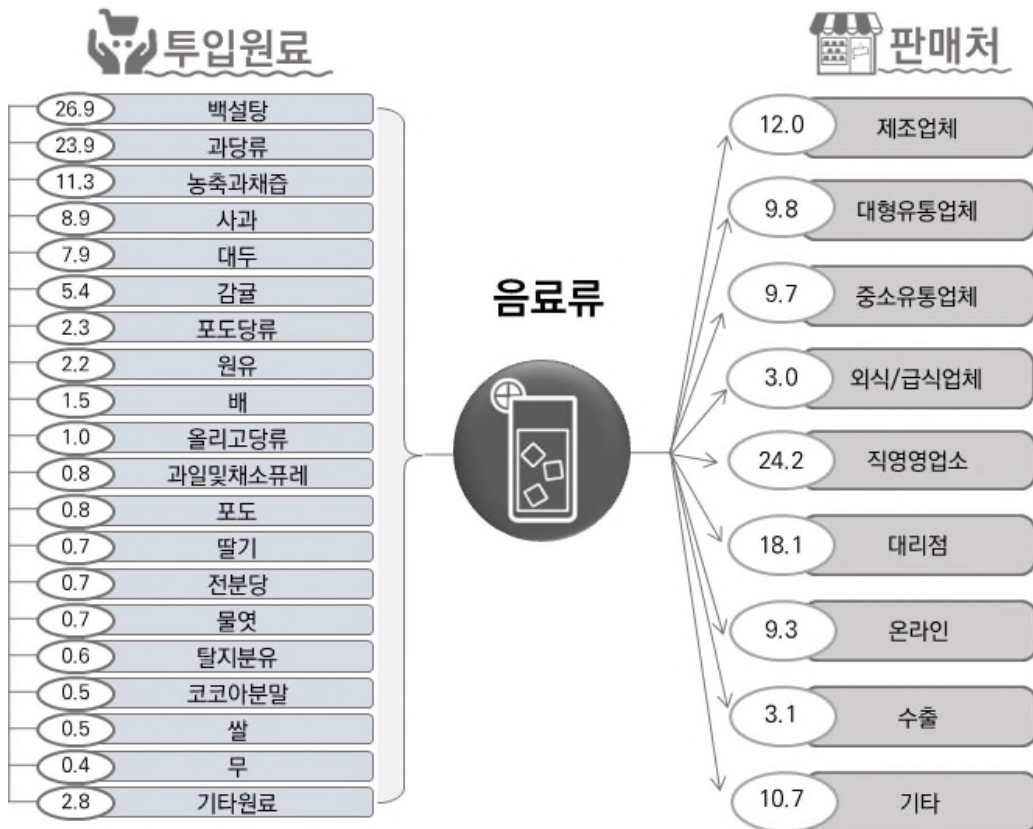 투입원료
26.9 백설탕
23.9 과당류
11.3 농축과채즙
8.9 사과
7.9 대두
5.4 감귤
2.3 포도당류
2.2 원유
1.5 배
1.0 올리고당류
0.8 과일및채소퓨레
0.8 포도
0.7 딸기
0.7 전분당
0.7 물엿
0.6 탈지분유
0.5 코코아분말
0.5 쌀
0.4 무
2.8 기타원료
음료류
판매처
12.0 제조업체
9.8 대형유통업체
9.7 중소유통업체
3.0 외식/급식업체
24.2 직영영업소
18.1 대리점
9.3 온라인
3.1 수출
10.7 기타